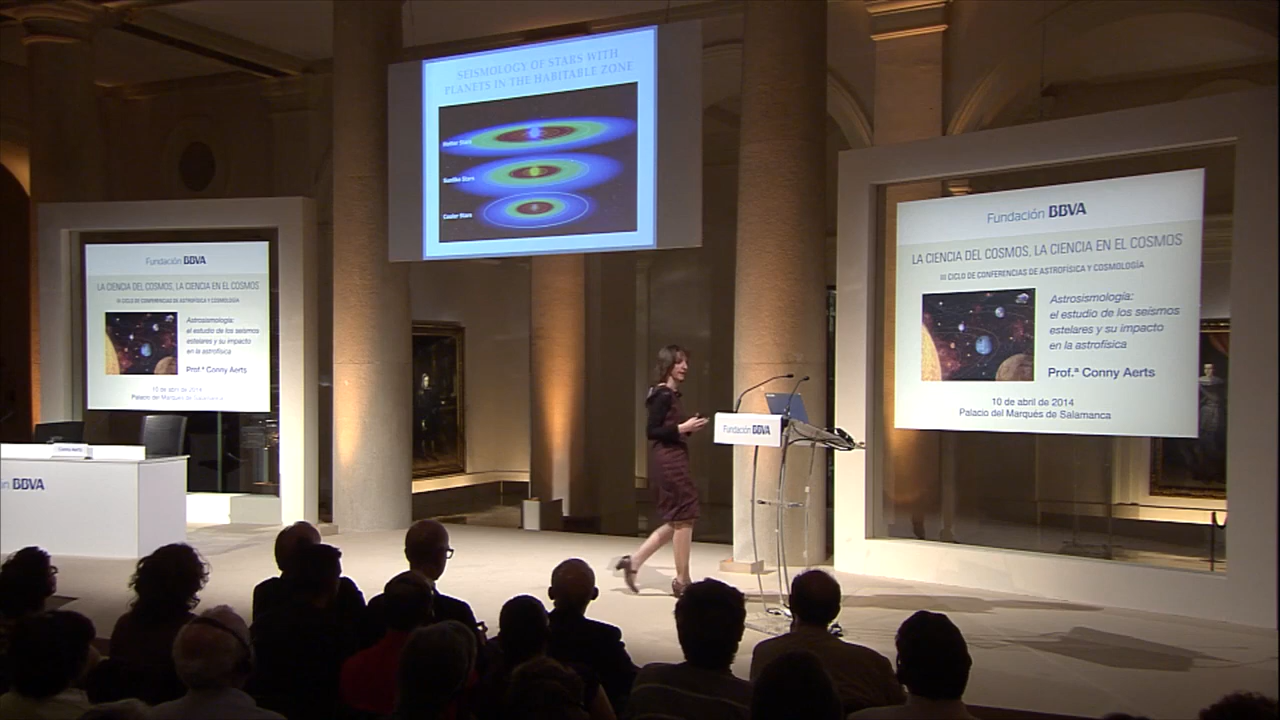 SEISMOLOGY OF STARS WITH
PLANETS IN THE HABITABLE ZONE
Hotter Stars
Sunlike Stars
Cooler Stars
Fundación BBVA
LA CIENCIA DEL COSMOS, LA CIENCIA EN EL COSMOS
III CICLO DE CONFERENCIAS DE ASTROFÍSICA Y COSMOLOGÍA
Astrosismología:
el estudio de los seísmos
estelares y su impacto
en la astrofísica
Prof.ª Conny Aerts
10 de abril de 2014
Palacio del Marqués de Salamanca
Fundación BBVA
LA CIENCIA DEL COSMOS, LA CIENCIA EN EL COSMOS
III CICLO DE CONFERENCIAS DE ASTROFÍSICA Y COSMOLOGÍA
Astrosismología:
el estudio de los seísmos
estelares y su impacto
en la astrofísica
Prof.ª Conny Aerts
10 de abril de 2014
Palacio del Marqués de Salamanca
Fundación BBVA
Conny Aerts
ón BBVA